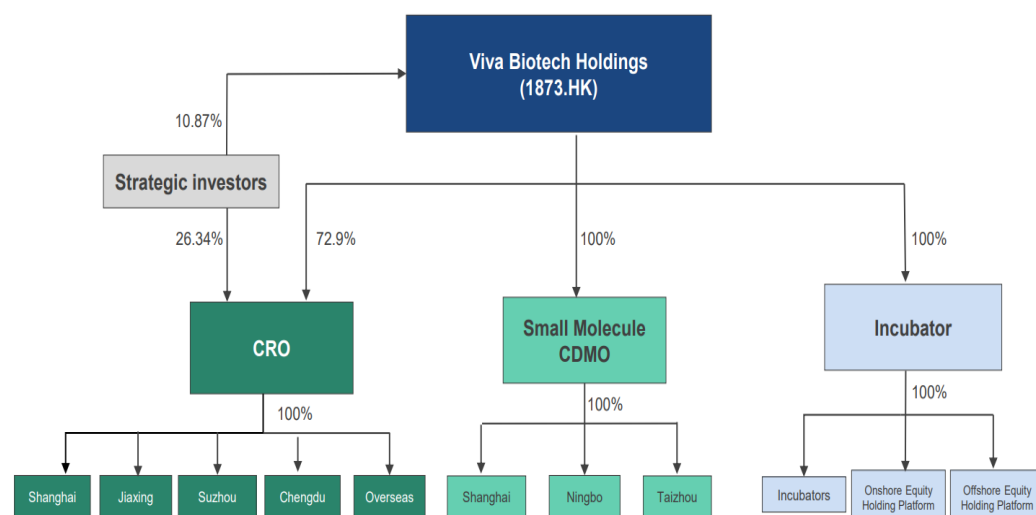 Viva Biotech Holdings
(1873.HK)
10.87%
Strategic investors
26.34%
72.9%
100%
100%
CRO
Small Molecule
CDMO
Incubator
100%
100%
100%
Shanghai
Jiaxing
Suzhou
Chengdu
Overseas
Shanghai
Ningbo
Taizhou
Incubators
Onshore Equity
Holding Platform
Offshore Equity
Holding Platform